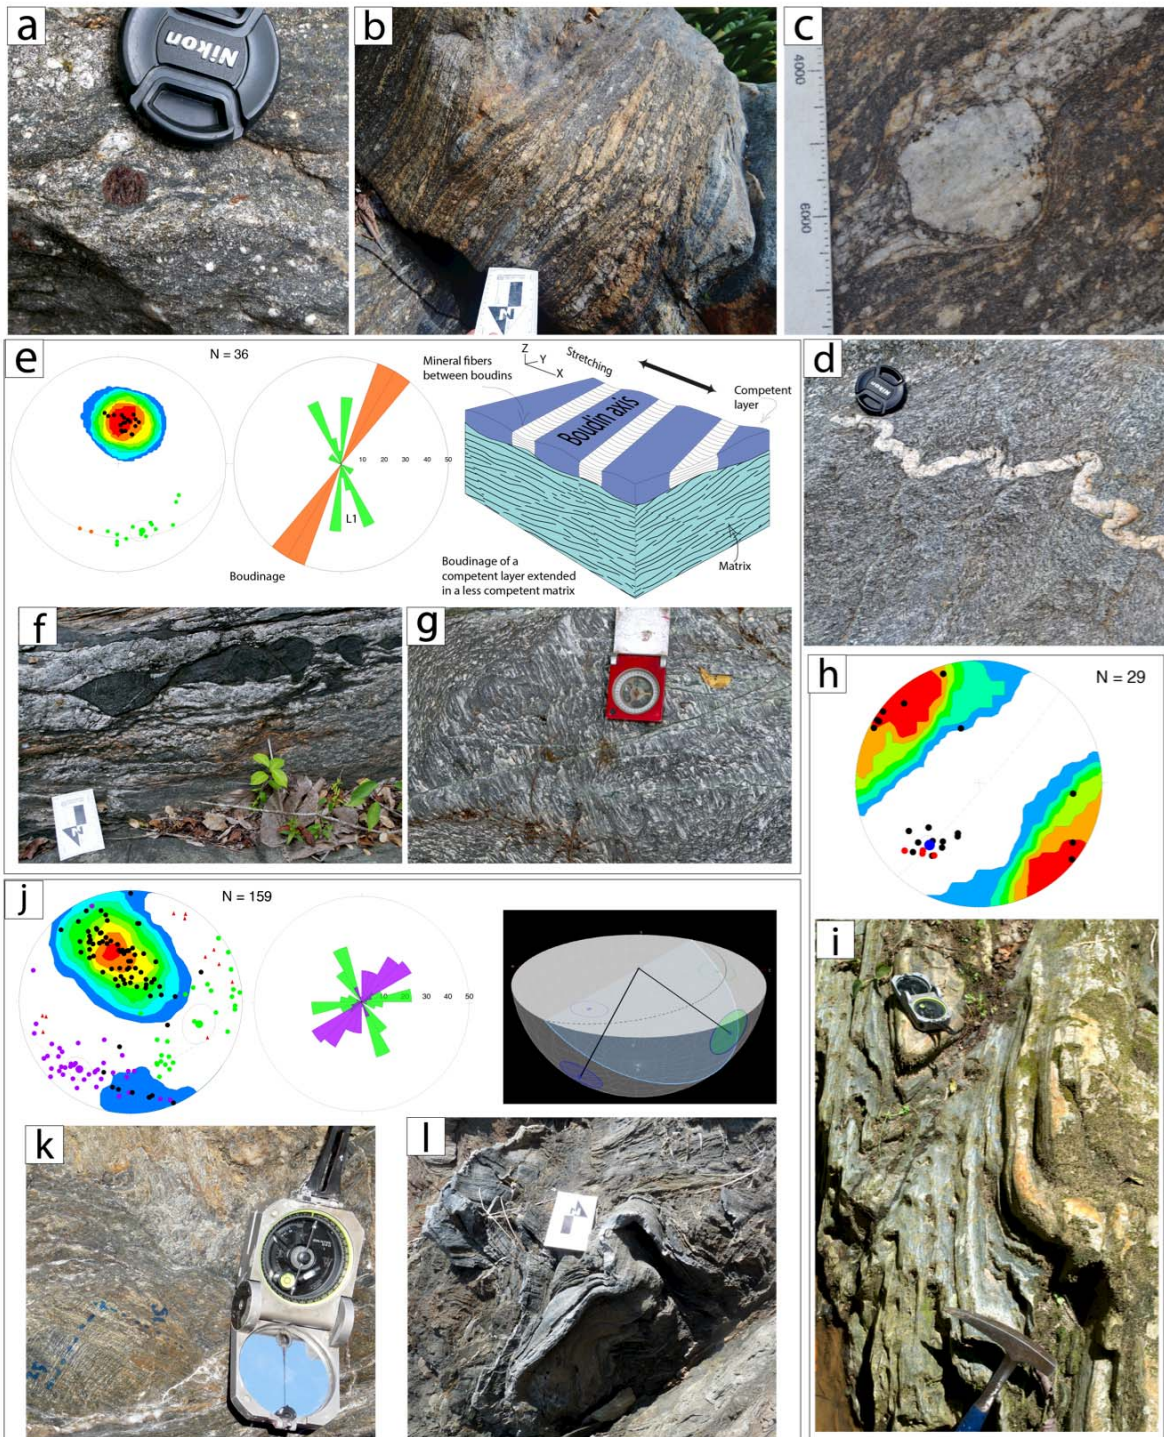 a
Nikon
b
N
c
4000
6000
e
N = 36
10 20 30 40 50
L1
Boudinage
Z
Y
X
Mineral fibers
between boudins
Stretching
Competent
layer
Boudin axis
Matrix
Boudinage of a
competent layer extended
in a less competent matrix
d
Nikon
f
g
h
N = 29
j
N = 159
10 20 30 40 50
i
k
l